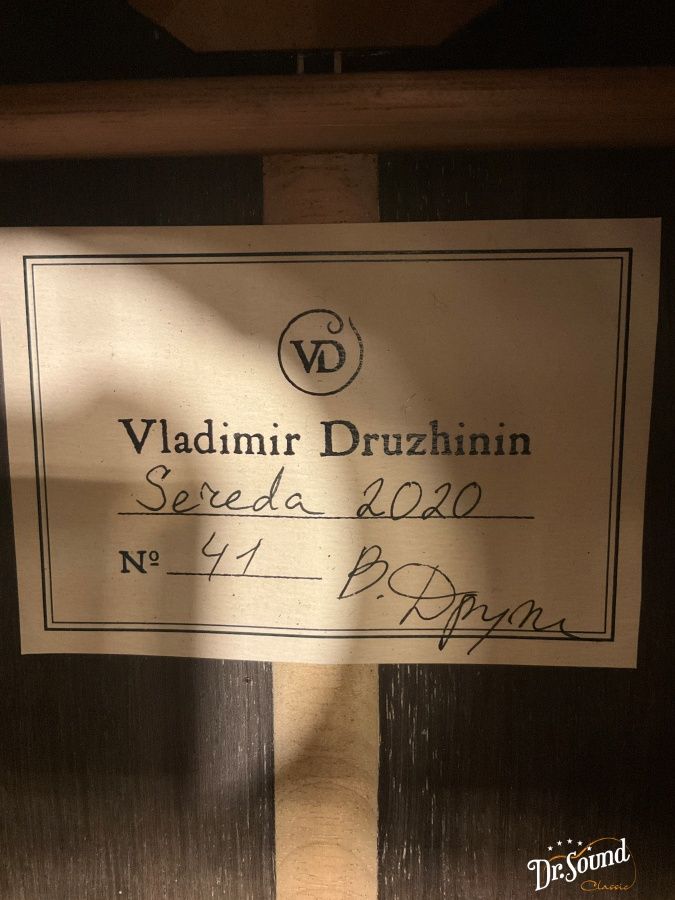 VD
Vladimir Druzhinin
Sereda 2020
Nº 41
В. Друж
Dr.Sound
Classic